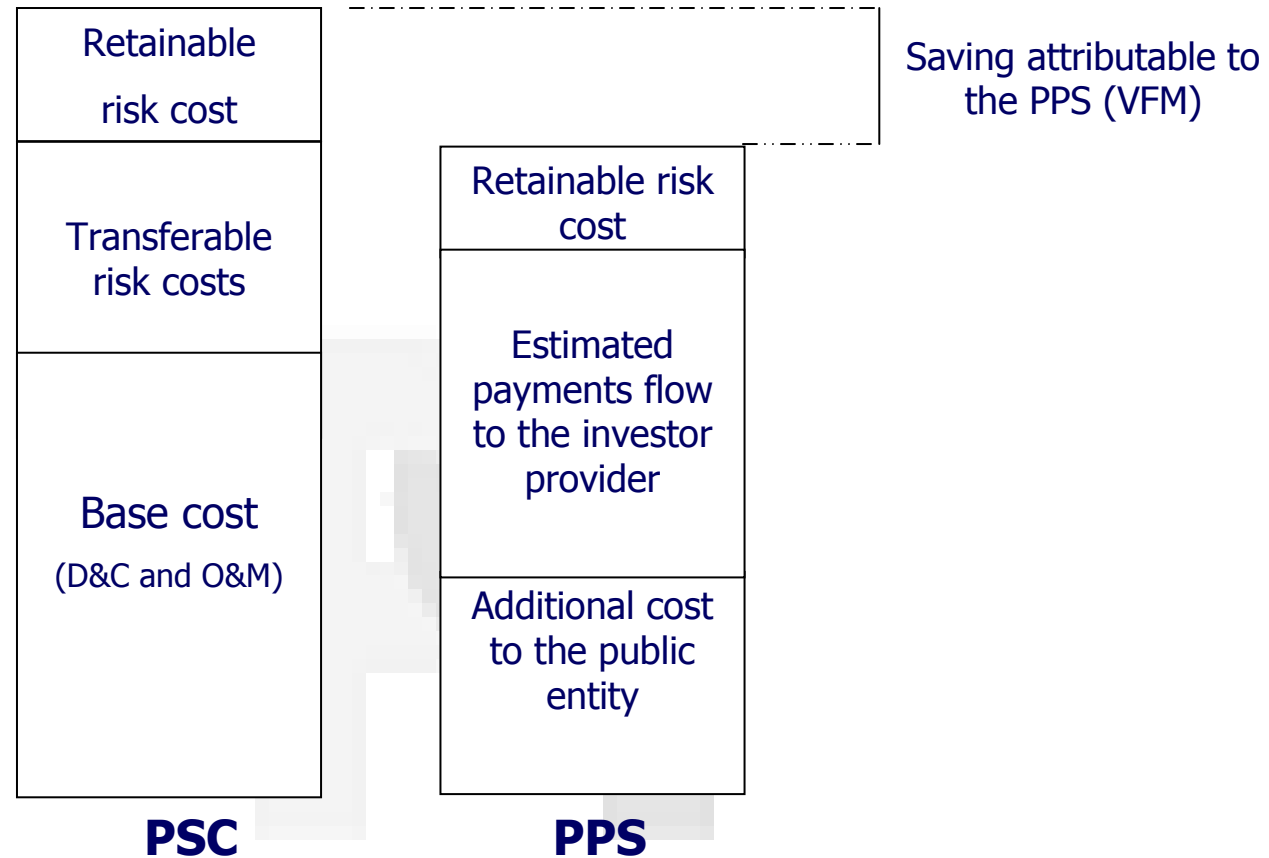 Retainable
risk cost
Transferable
risk costs
Base cost
(D&C and O&M)
PSC
Retainable risk
cost
Estimated
payments flow
to the investor
provider
Additional cost
to the public
entity
PPS
Saving attributable to
the PPS (VFM)